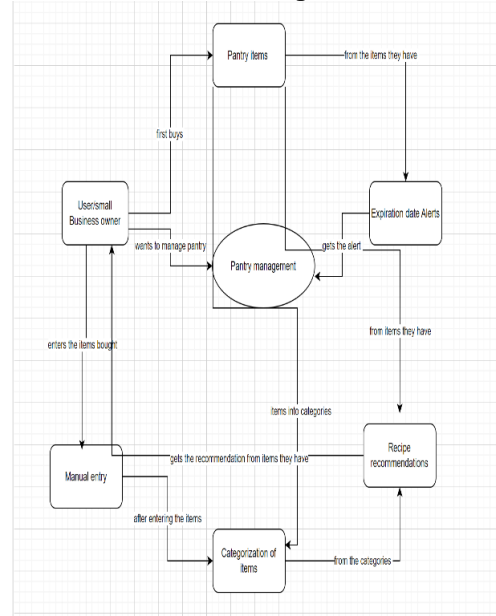 Pantry items
from the items they have
first buys
User/small
Business owner
Expiration date Alerts
wants to manage pantry
gets the alert
Pantry management
from items they have
enters the items bought
items into categories
gets the recommendation from items they have
Recipe
recommendations
Manual entry
after entering the items
Categorization of
items
from the categories